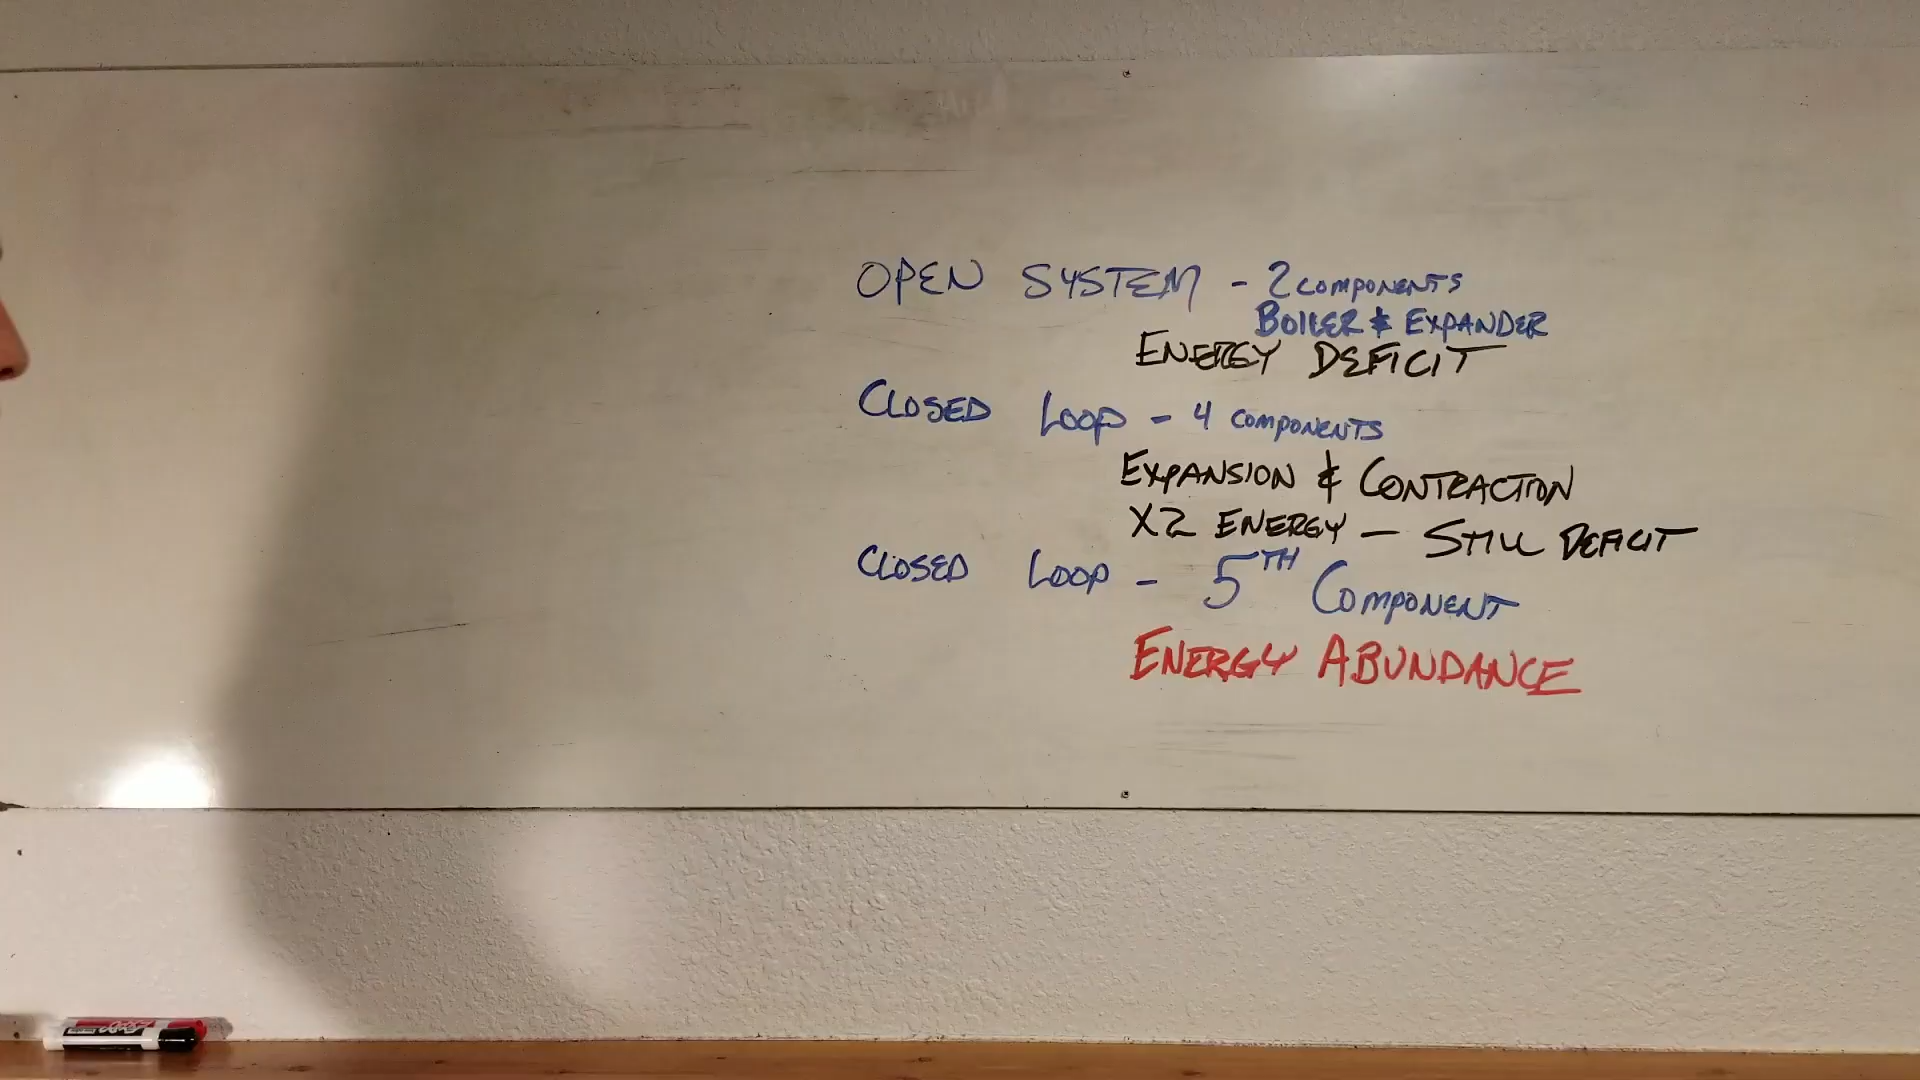 OPEN SYSTEM - 2 COMPONENTS
BOILER & EXPANDER
ENERGY DEFICIT
CLOSED LOOP - 4 COMPONENTS
EXPANSION & CONTRACTION
X2 ENERGY - STILL DEFICIT
CLOSED LOOP - 5TH COMPONENT
ENERGY ABUNDANCE